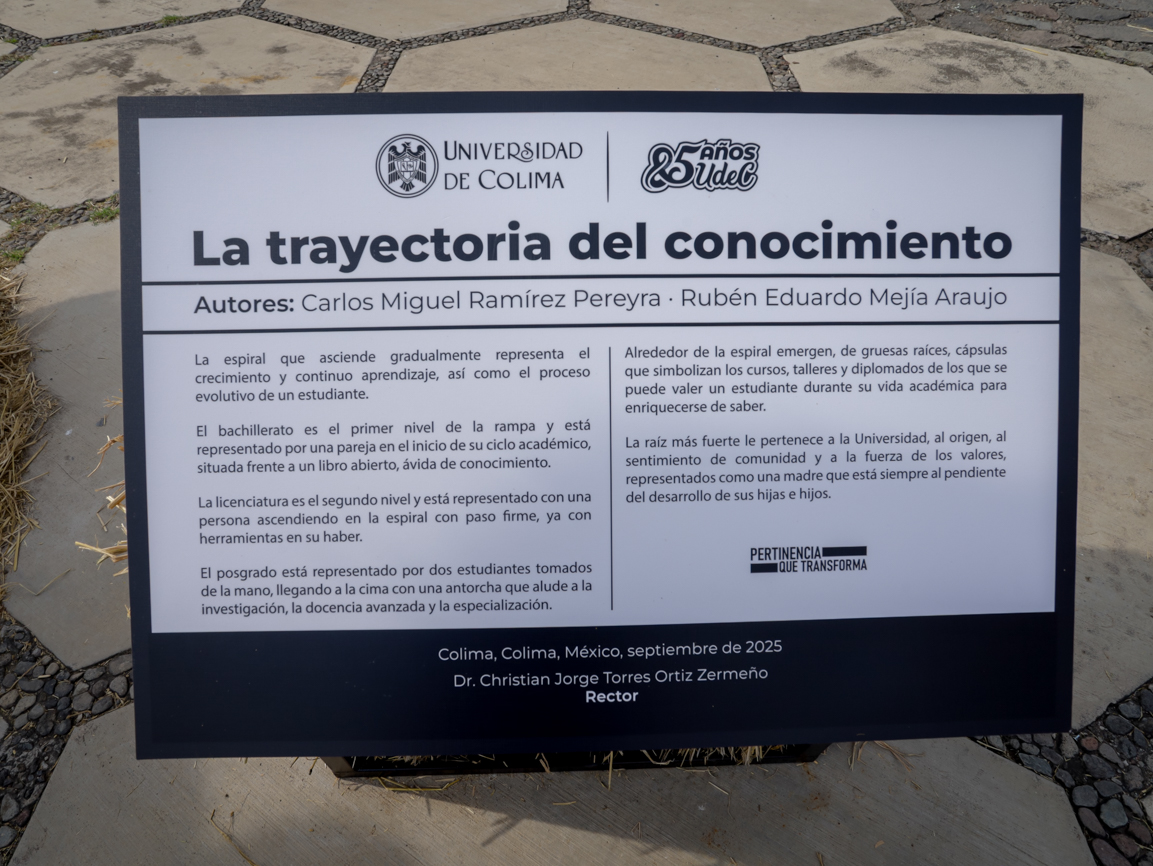 UNIVERSIDAD
DE COLIMA
85 AÑOS
UdeC
La trayectoria del conocimiento
Autores: Carlos Miguel Ramírez Pereyra · Rubén Eduardo Mejía Araujo
La espiral que asciende gradualmente representa el
crecimiento y continuo aprendizaje, así como el proceso
evolutivo de un estudiante.
El bachillerato es el primer nivel de la rampa y está
representado por una pareja en el inicio de su ciclo académico,
situada frente a un libro abierto, ávida de conocimiento.
La licenciatura es el segundo nivel y está representado con una
persona ascendiendo en la espiral con paso firme, ya con
herramientas en su haber.
El posgrado está representado por dos estudiantes tomados
de la mano, llegando a la cima con una antorcha que alude a la
investigación, la docencia avanzada y la especialización.
Alrededor de la espiral emergen, de gruesas raíces, cápsulas
que simbolizan los cursos, talleres y diplomados de los que se
puede valer un estudiante durante su vida académica para
enriquecerse de saber.
La raíz más fuerte le pertenece a la Universidad, al origen, al
sentimiento de comunidad y a la fuerza de los valores,
representados como una madre que está siempre al pendiente
del desarrollo de sus hijas e hijos.
PERTINENCIA
QUE TRANSFORMA
Colima, Colima, México, septiembre de 2025
Dr. Christian Jorge Torres Ortiz Zermeño
Rector